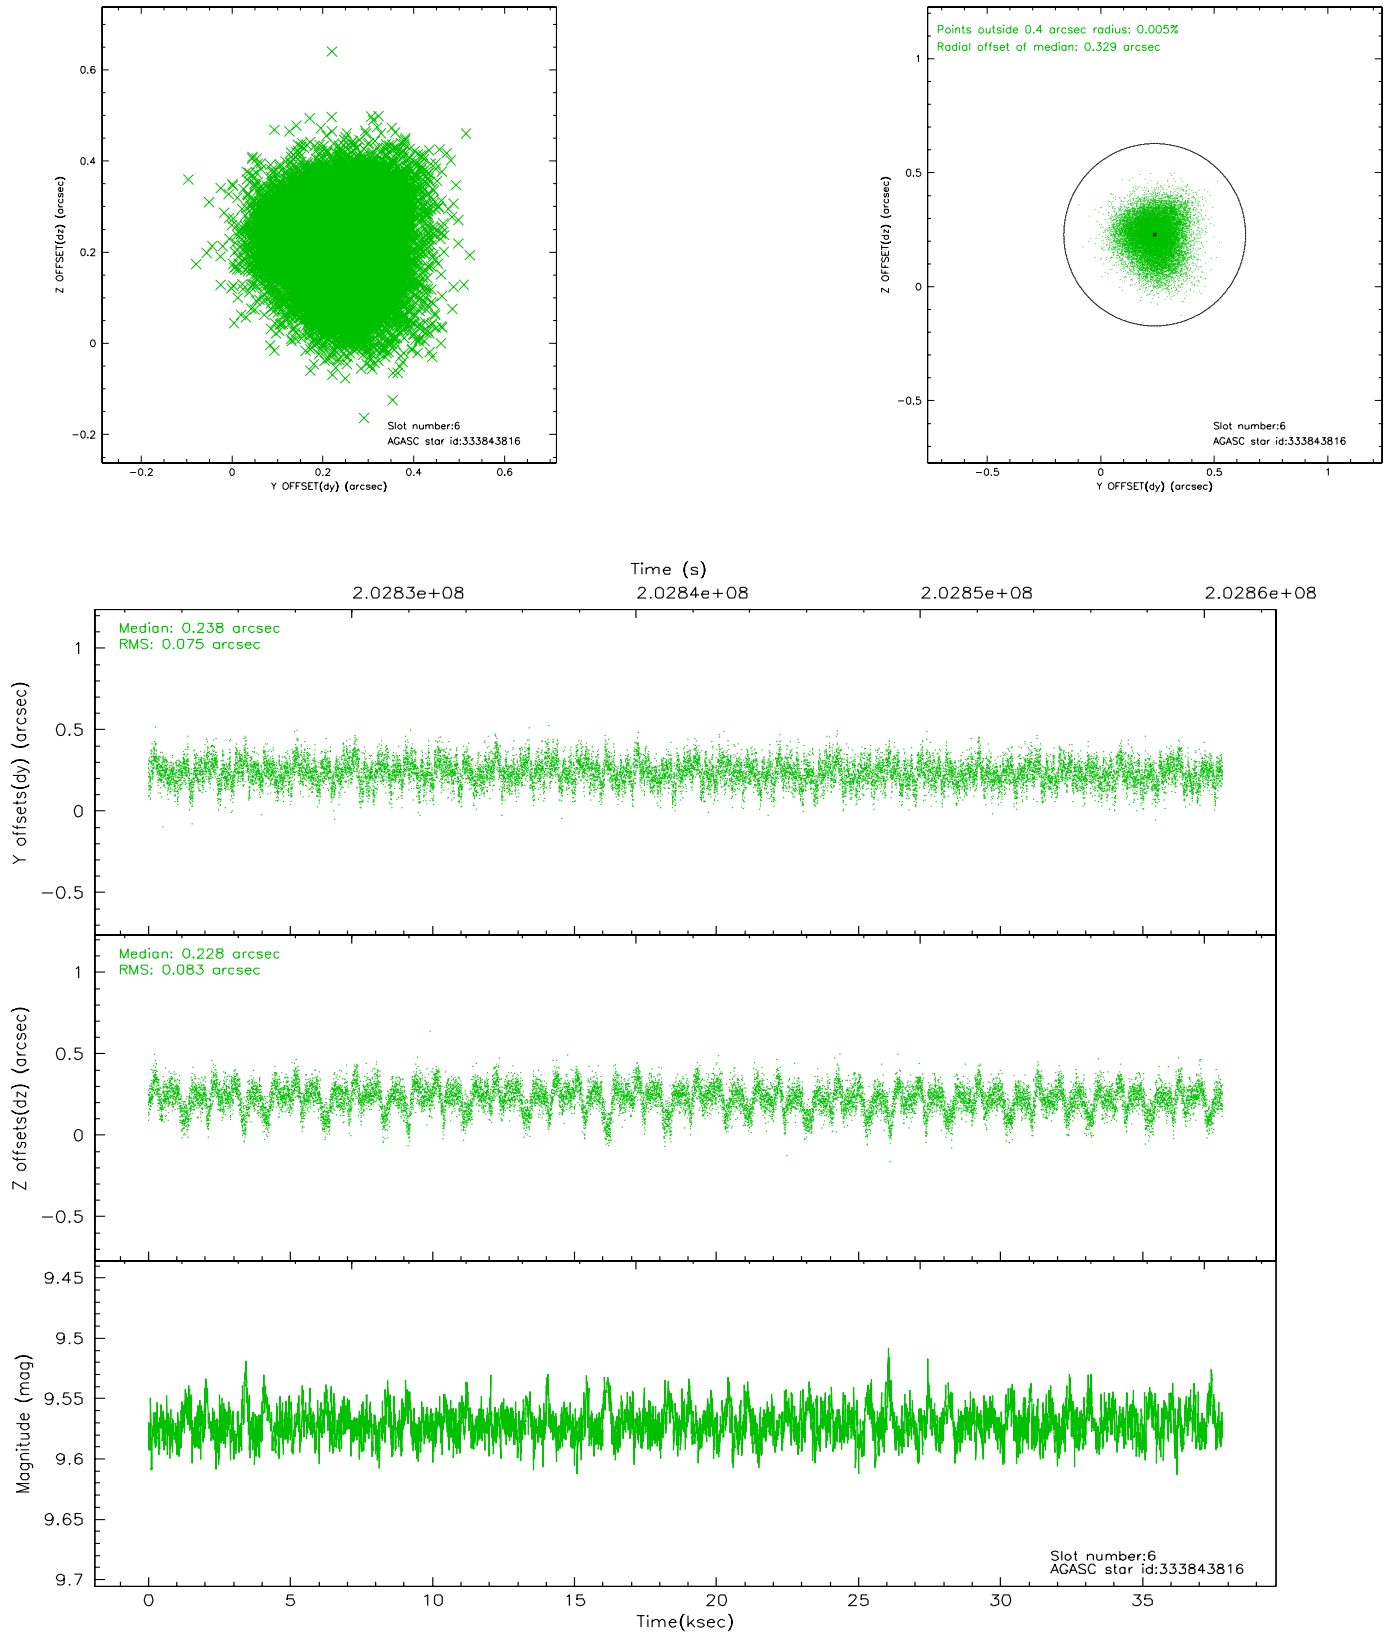 0.6
0.4
0.2
0
−0.2
Z OFFSET(dz) (arcsec)
Slot number:6
AGASC star id:333843816
−0.2 0 0.2 0.4 0.6
Y OFFSET(dy) (arcsec)
Points outside 0.4 arcsec radius: 0.005%
Radial offset of median: 0.329 arcsec
1
0.5
0
−0.5
Z OFFSET(dz) (arcsec)
Slot number:6
AGASC star id:333843816
−0.5 0 0.5 1
Y OFFSET(dy) (arcsec)
Time (s)
2.0283e+08 2.0284e+08 2.0285e+08 2.0286e+08
Median: 0.238 arcsec
RMS: 0.075 arcsec
1
0.5
0
−0.5
Y offsets(dy) (arcsec)
Median: 0.228 arcsec
RMS: 0.083 arcsec
1
0.5
0
−0.5
Z offsets(dz) (arcsec)
9.45
9.5
9.55
9.6
9.65
9.7
Magnitude (mag)
Slot number:6
AGASC star id:333843816
0 5 10 15 20 25 30 35
Time(ksec)